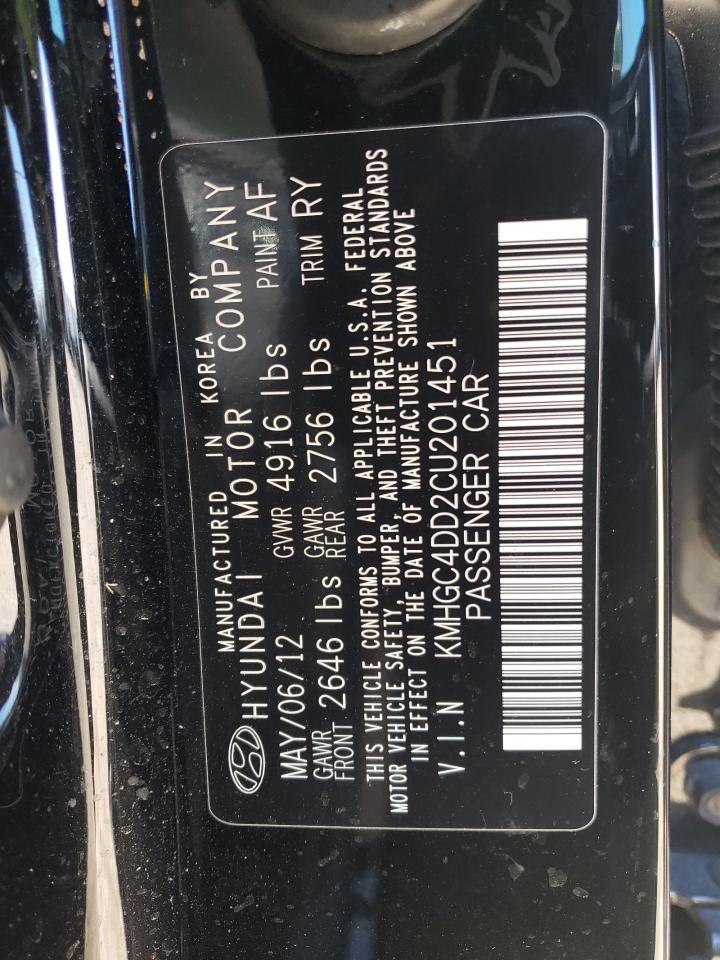 MANUFACTURED IN KOREA BY
HYUNDAI MOTOR COMPANY
MAY/06/12 GVWR 4916 lbs PAINT AF
GAWR FRONT 2646 lbs GAWR REAR 2756 lbs TRIM RY
THIS VEHICLE CONFORMS TO ALL APPLICABLE U.S.A. FEDERAL
MOTOR VEHICLE SAFETY, BUMPER, AND THEFT PREVENTION STANDARDS
IN EFFECT ON THE DATE OF MANUFACTURE SHOWN ABOVE
V.I.N KMHGC4DD2CU201451
PASSENGER CAR